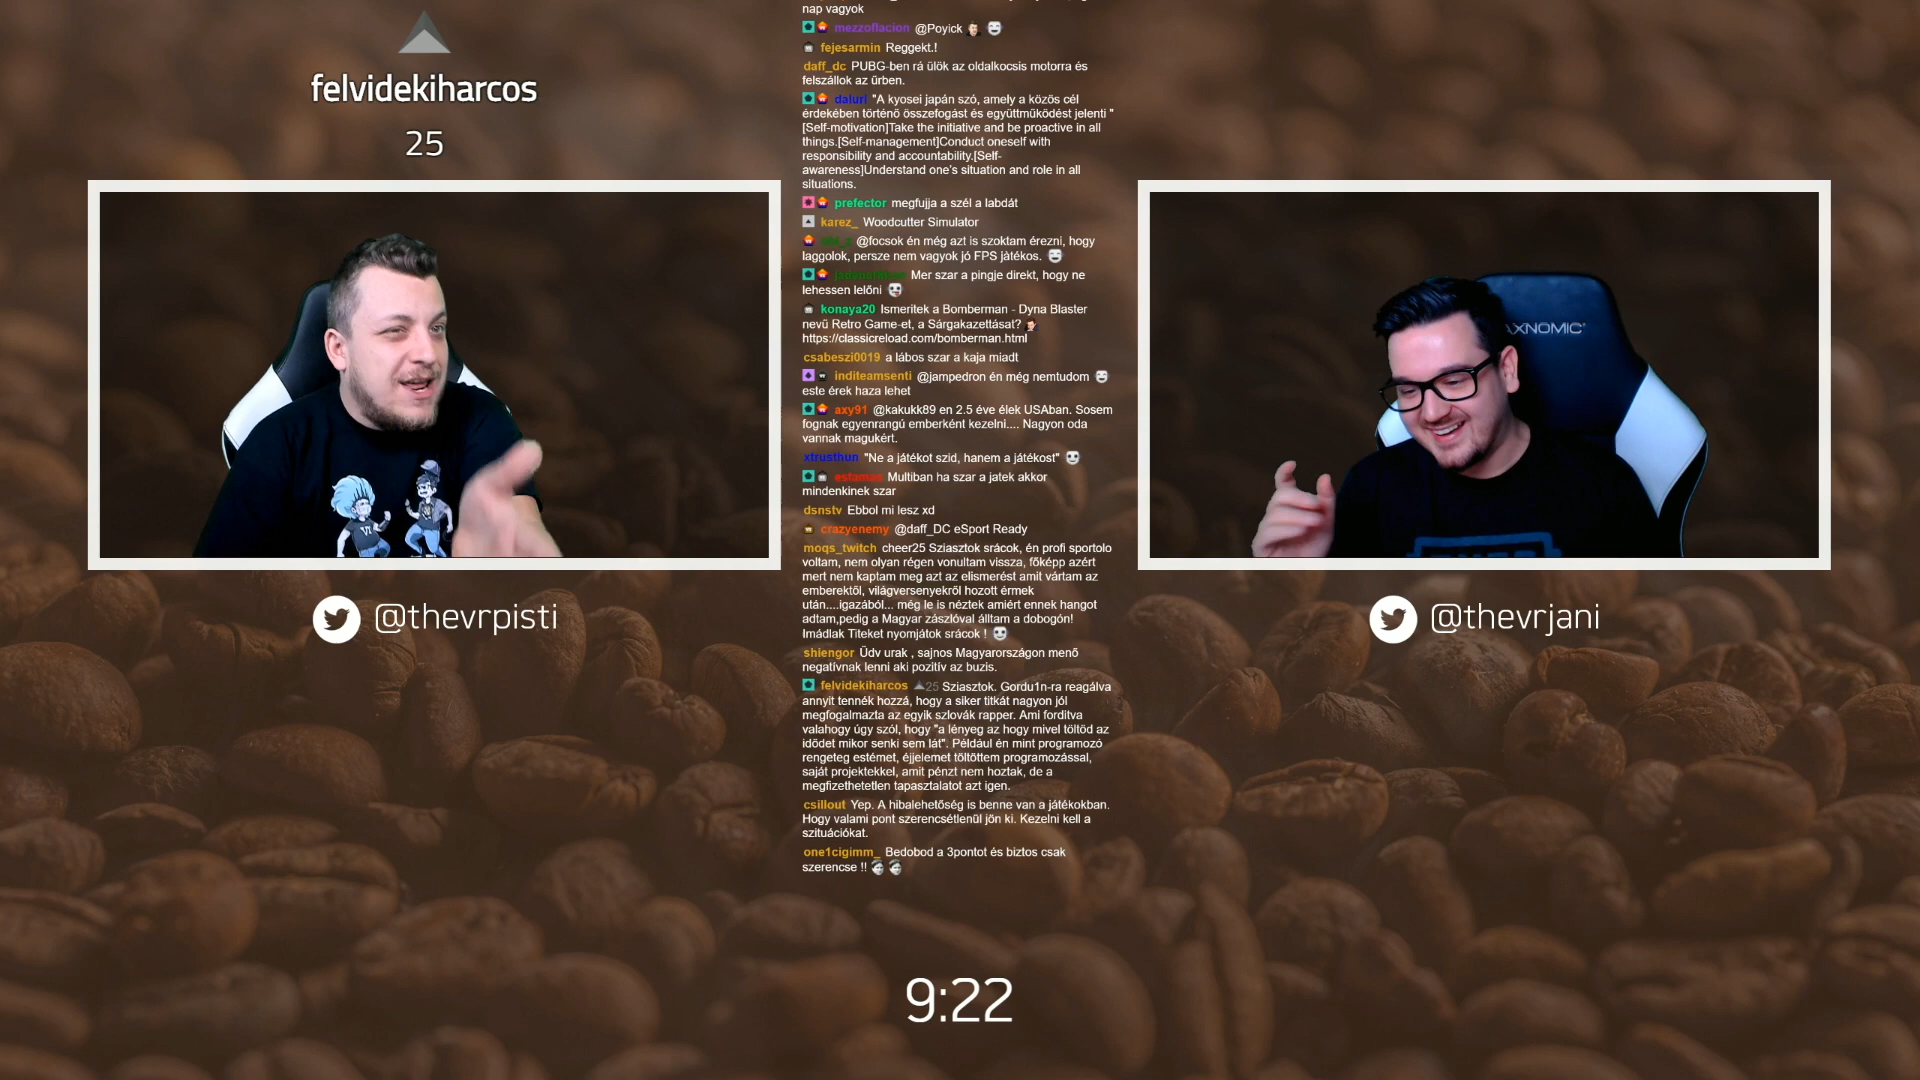 felvidekiharcos
25
nap vagyok
mezzoflacion @Poyick
fejesarmin Reggekt.!
daff_dc PUBG-ben rá ülök az oldalkocsis motorra és
felszállok az űrben.
daluri "A kyosei japán szó, amely a közös cél
érdekében történő összefogást és együttműködést jelenti "
[Self-motivation]Take the initiative and be proactive in all
things.[Self-management]Conduct oneself with
responsibility and accountability.[Self-
awareness]Understand one's situation and role in all
situations.
prefector megfujja a szél a labdát
karez_ Woodcutter Simulator
@focsok én még azt is szoktam érezni, hogy
laggolok, persze nem vagyok jó FPS jàtékos.
Mer szar a pingje direkt, hogy ne
lehessen lelőni
konaya20 Ismeritek a Bomberman - Dyna Blaster
nevű Retro Game-et, a Sárgakazettásat?
https://classicreload.com/bomberman.html
csabeszi0019 a lábos szar a kaja miadt
inditeamsenti @jampedron én még nemtudom
este érek haza lehet
axy91 @kakukk89 en 2.5 éve élek USAban. Sosem
fognak egyenrangú emberként kezelni.... Nagyon oda
vannak magukért.
xtrusthun "Ne a játékot szid, hanem a játékost"
estamas Multiban ha szar a jatek akkor
mindenkinek szar
dsnstv Ebbol mi lesz xd
crazyenemy @daff_DC eSport Ready
moqs_twitch cheer25 Sziasztok srácok, én profi sportolo
voltam, nem olyan régen vonultam vissza, főképp azért
mert nem kaptam meg azt az elismerést amit vártam az
emberektől, világversenyekről hozott érmek
után....igazából... még le is néztek amiért ennek hangot
adtam,pedig a Magyar zászlóval álltam a dobogón!
Imádlak Titeket nyomjátok srácok !
shiengor Üdv urak , sajnos Magyarországon menő
negatívnak lenni aki pozitív az buzis.
felvidekiharcos 25 Sziasztok. Gordu1n-ra reagálva
annyit tennék hozzá, hogy a siker titkát nagyon jól
megfogalmazta az egyik szlovák rapper. Ami forditva
valahogy úgy szól, hogy "a lényeg az hogy mivel töltöd az
idődet mikor senki sem lát". Például én mint programozó
rengeteg estémet, éjjelemet töltöttem programozással,
saját projektekkel, amit pénzt nem hoztak, de a
megfizethetetlen tapasztalatot azt igen.
csillout Yep. A hibalehetőség is benne van a játékokban.
Hogy valami pont szerencsétlenül jön ki. Kezelni kell a
szituációkat.
one1cigimm_ Bedobod a 3pontot és biztos csak
szerencse !!
AXNOMIC
@thevrpisti
@thevrjani
9:22